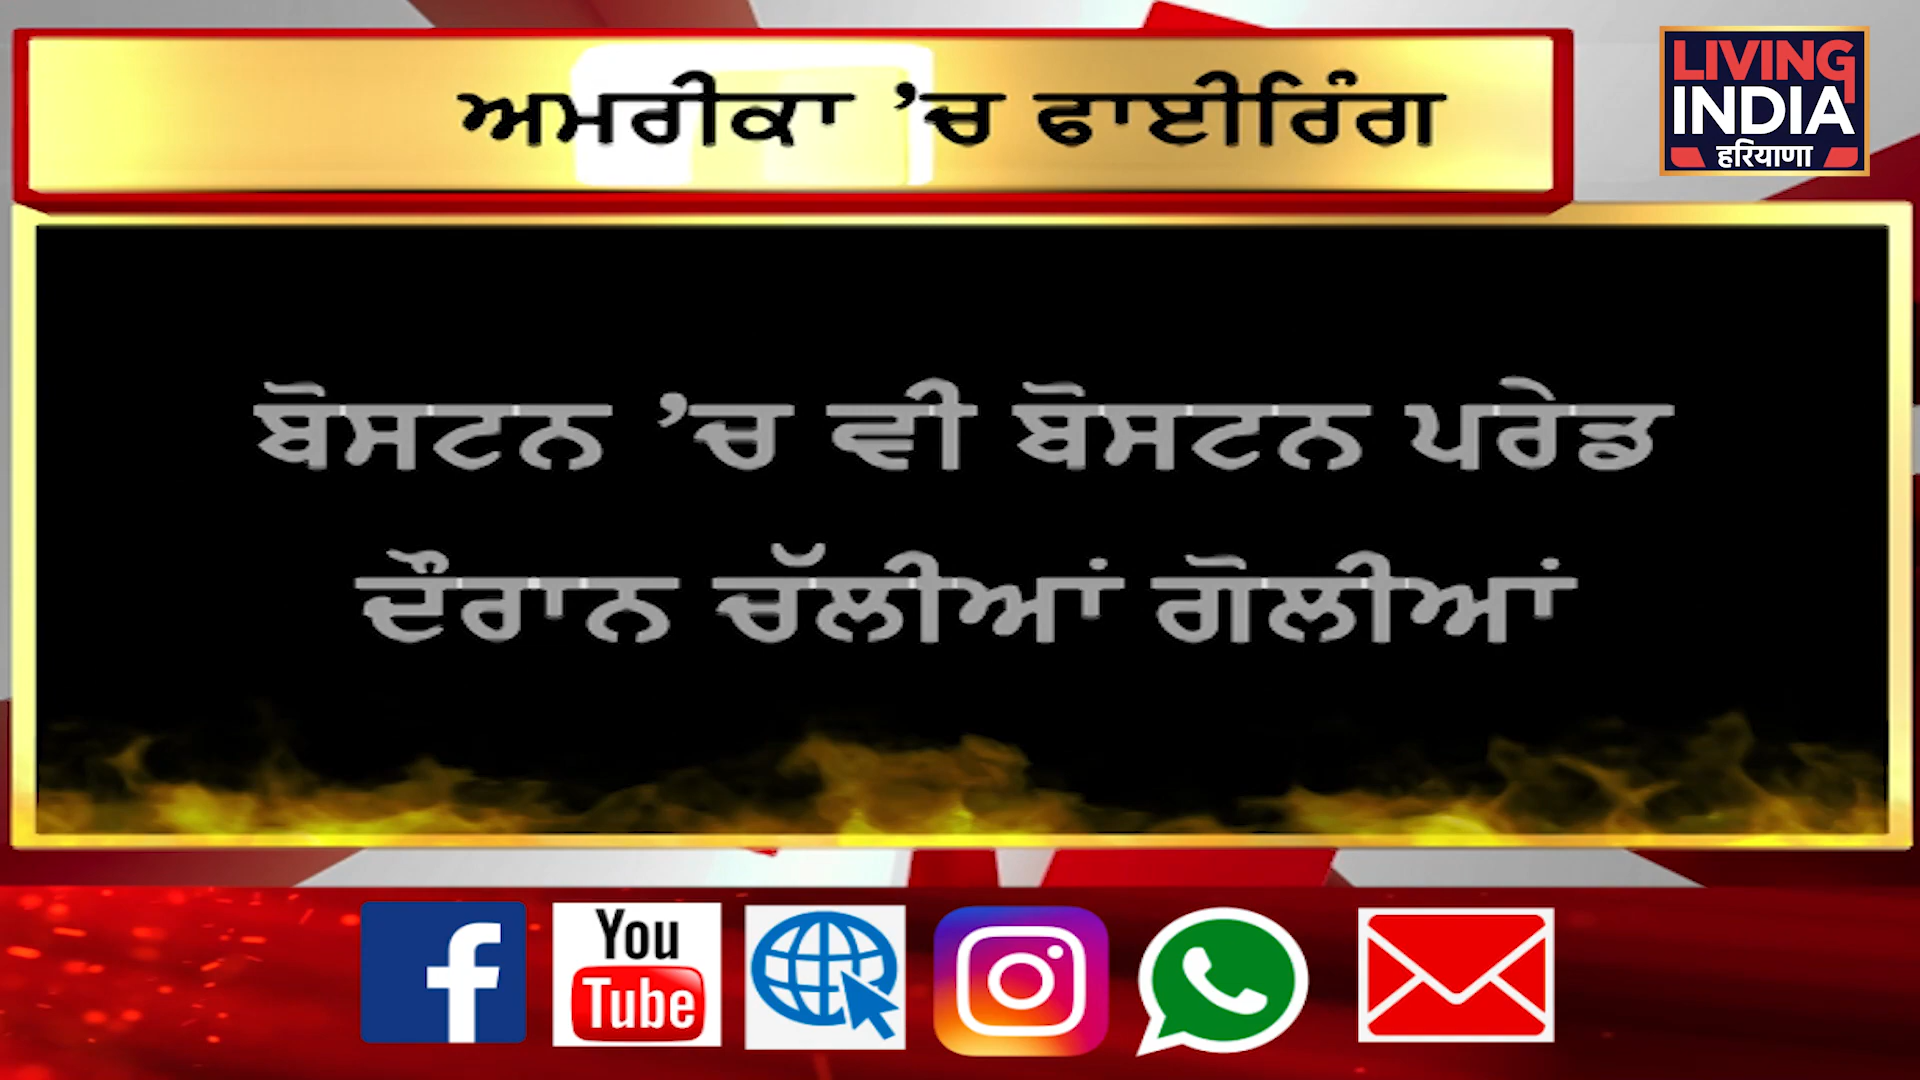 ਅਮਰੀਕਾ ’ਚ ਫਾਈਰਿੰਗ
LIVING
INDIA
हरियाणा
ਬੋਸਟਨ ’ਚ ਵੀ ਬੋਸਟਨ ਪਰੇਡ
ਦੌਰਾਨ ਚੱਲੀਆਂ ਗੋਲੀਆਂ
You
Tube